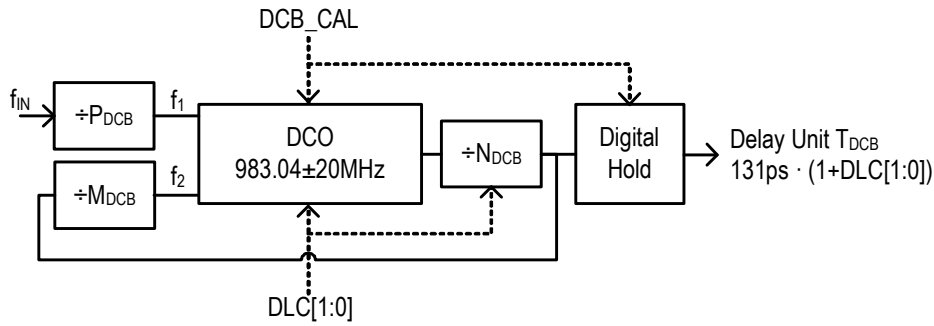 DCB_CAL
f_IN
÷P_DCB
f_1
DCO
983.04±20MHz
÷N_DCB
Digital
Hold
Delay Unit T_DCB
131ps · (1+DLC[1:0])
÷M_DCB
f_2
DLC[1:0]